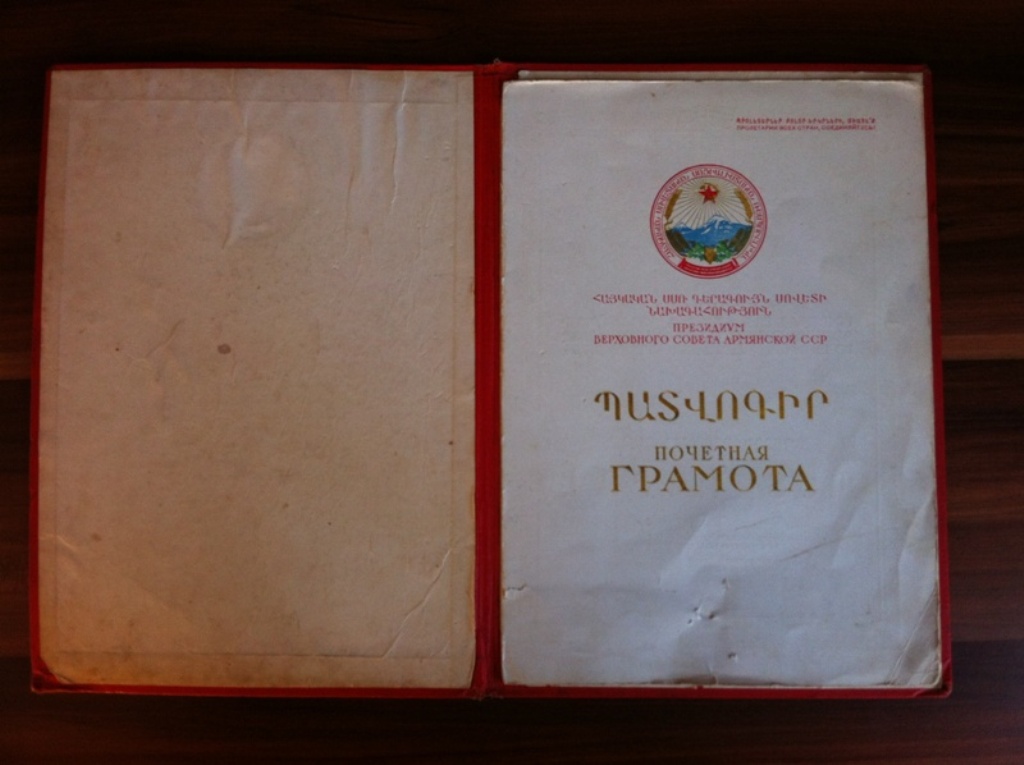 ՊՐՈԼԵՏԱՐՆԵՐ ԲՈԼՈՐ ԵՐԿՐՆԵՐԻ, ՄԻԱՑԵ՛Ք
ПРОЛЕТАРИИ ВСЕХ СТРАН, СОЕДИНЯЙТЕСЬ!
ՀԱՅԿԱԿԱՆ ՍՍՌ ԳԵՐԱԳՈՒՅՆ ՍՈՎԵՏԻ
ՆԱԽԱԳԱՀՈՒԹՅՈՒՆ
ПРЕЗИДИУМ
ВЕРХОВНОГО СОВЕТА АРМЯНСКОЙ ССР
ՊԱՏՎՈԳԻՐ
ПОЧЕТНАЯ
ГРАМОТА